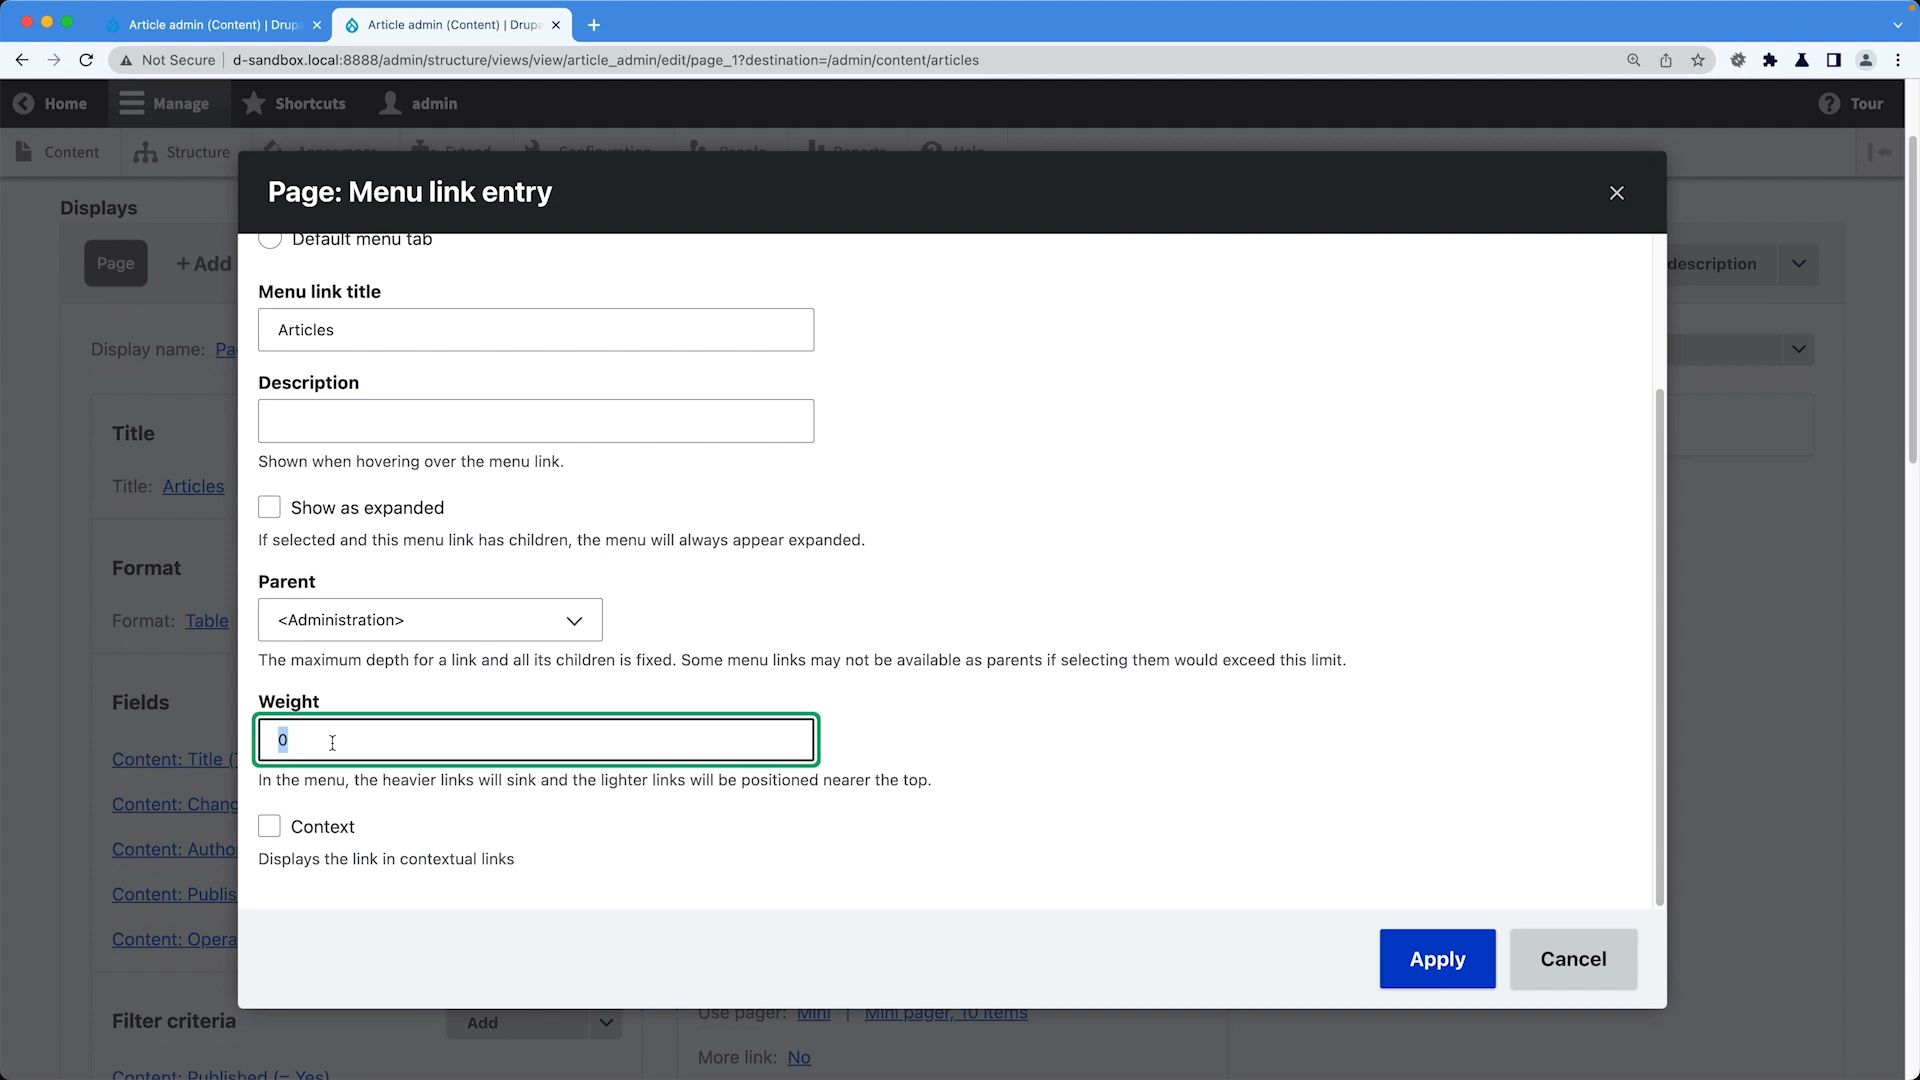 Article admin (Content) | Drup
Article admin (Content) | Drup
Not Secure
d-sandbox.local:8888/admin/structure/views/view/article_admin/edit/page_1?destination=/admin/content/articles
Home
Manage
Shortcuts
admin
Tour
Content
Structure
Appearance
Extend
Configuration
People
Reports
Help
Page: Menu link entry
Displays
Page
+ Add
description
Display name: Pa
Default menu tab
Menu link title
Articles
Description
Shown when hovering over the menu link.
Show as expanded
If selected and this menu link has children, the menu will always appear expanded.
Parent
<Administration>
The maximum depth for a link and all its children is fixed. Some menu links may not be available as parents if selecting them would exceed this limit.
Weight
0
In the menu, the heavier links will sink and the lighter links will be positioned nearer the top.
Context
Displays the link in contextual links
Apply
Cancel
Title
Title: Articles
Format
Format: Table
Fields
Content: Title (
Content: Chang
Content: Autho
Content: Publis
Content: Opera
Filter criteria
Add
Content: Published (= Yes)
Use pager: Mini | Mini pager, 10 items
More link: No